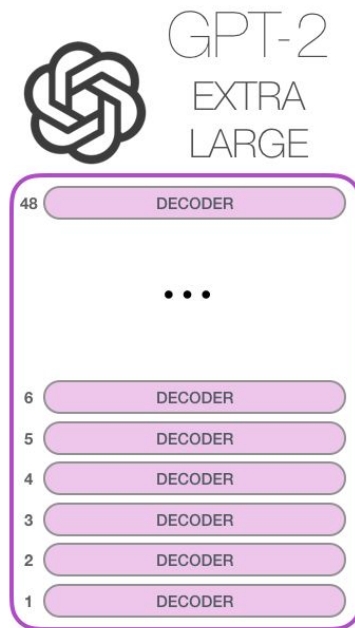 GPT-2
EXTRA
LARGE
48 DECODER
...
6 DECODER
5 DECODER
4 DECODER
3 DECODER
2 DECODER
1 DECODER